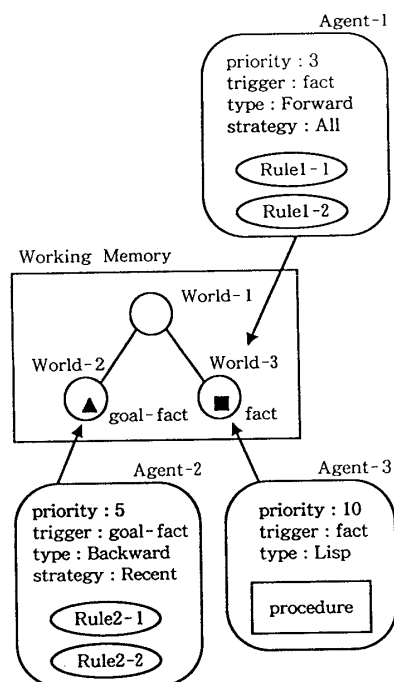 Agent-1
priority : 3
trigger : fact
type : Forward
strategy : All
Rule1-1
Rule1-2
Working Memory
World-1
World-2
World-3
goal-fact
fact
Agent-2
priority : 5
trigger : goal-fact
type : Backward
strategy : Recent
Rule2-1
Rule2-2
Agent-3
priority : 10
trigger : fact
type : Lisp
procedure